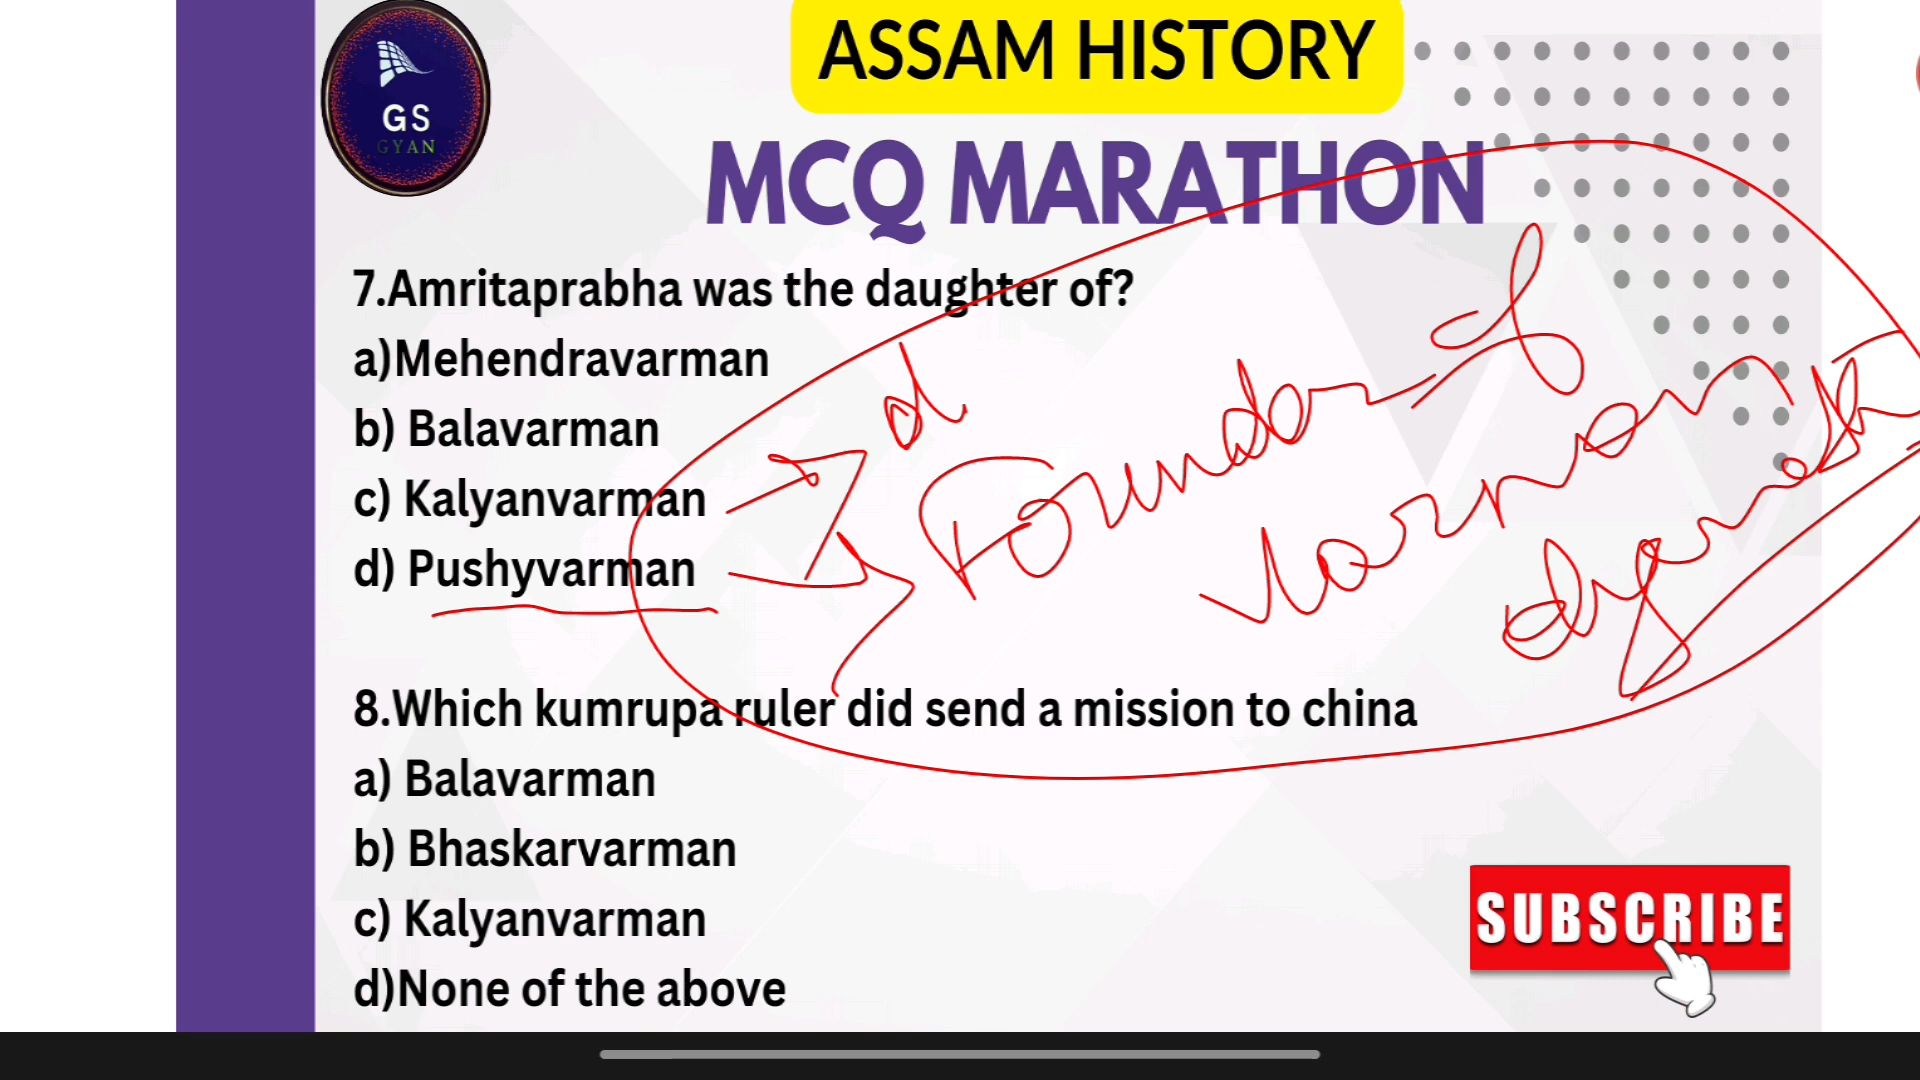 GS
GYAN
ASSAM HISTORY
MCQ MARATHON
7.Amritaprabha was the daughter of?
a)Mehendravarman
b) Balavarman
c) Kalyanvarman
d) Pushyvarman
d
Founder of
Varman
dynasty
8.Which kumrupa ruler did send a mission to china
a) Balavarman
b) Bhaskarvarman
c) Kalyanvarman
d)None of the above
SUBSCRIBE